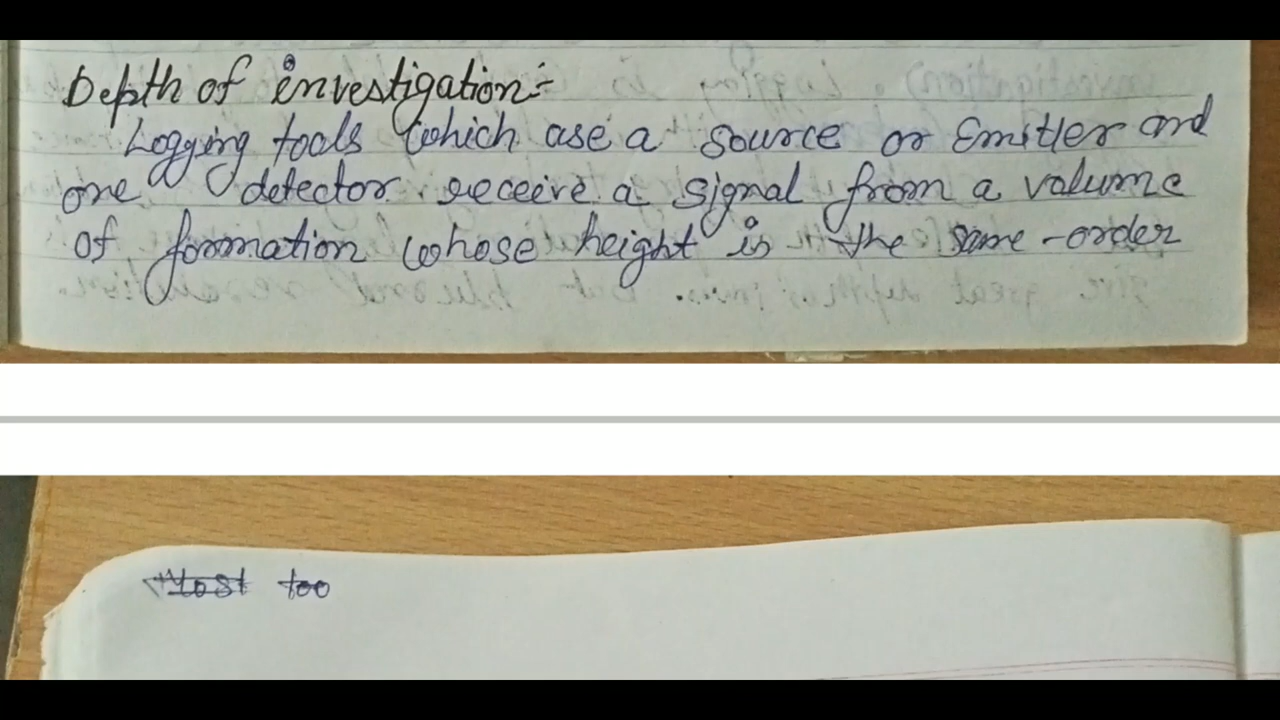 Depth of investigation:-
Logging tools which use a source or Emitter and
one detector receive a signal from a volume
of formation whose height is the same-order
Most too